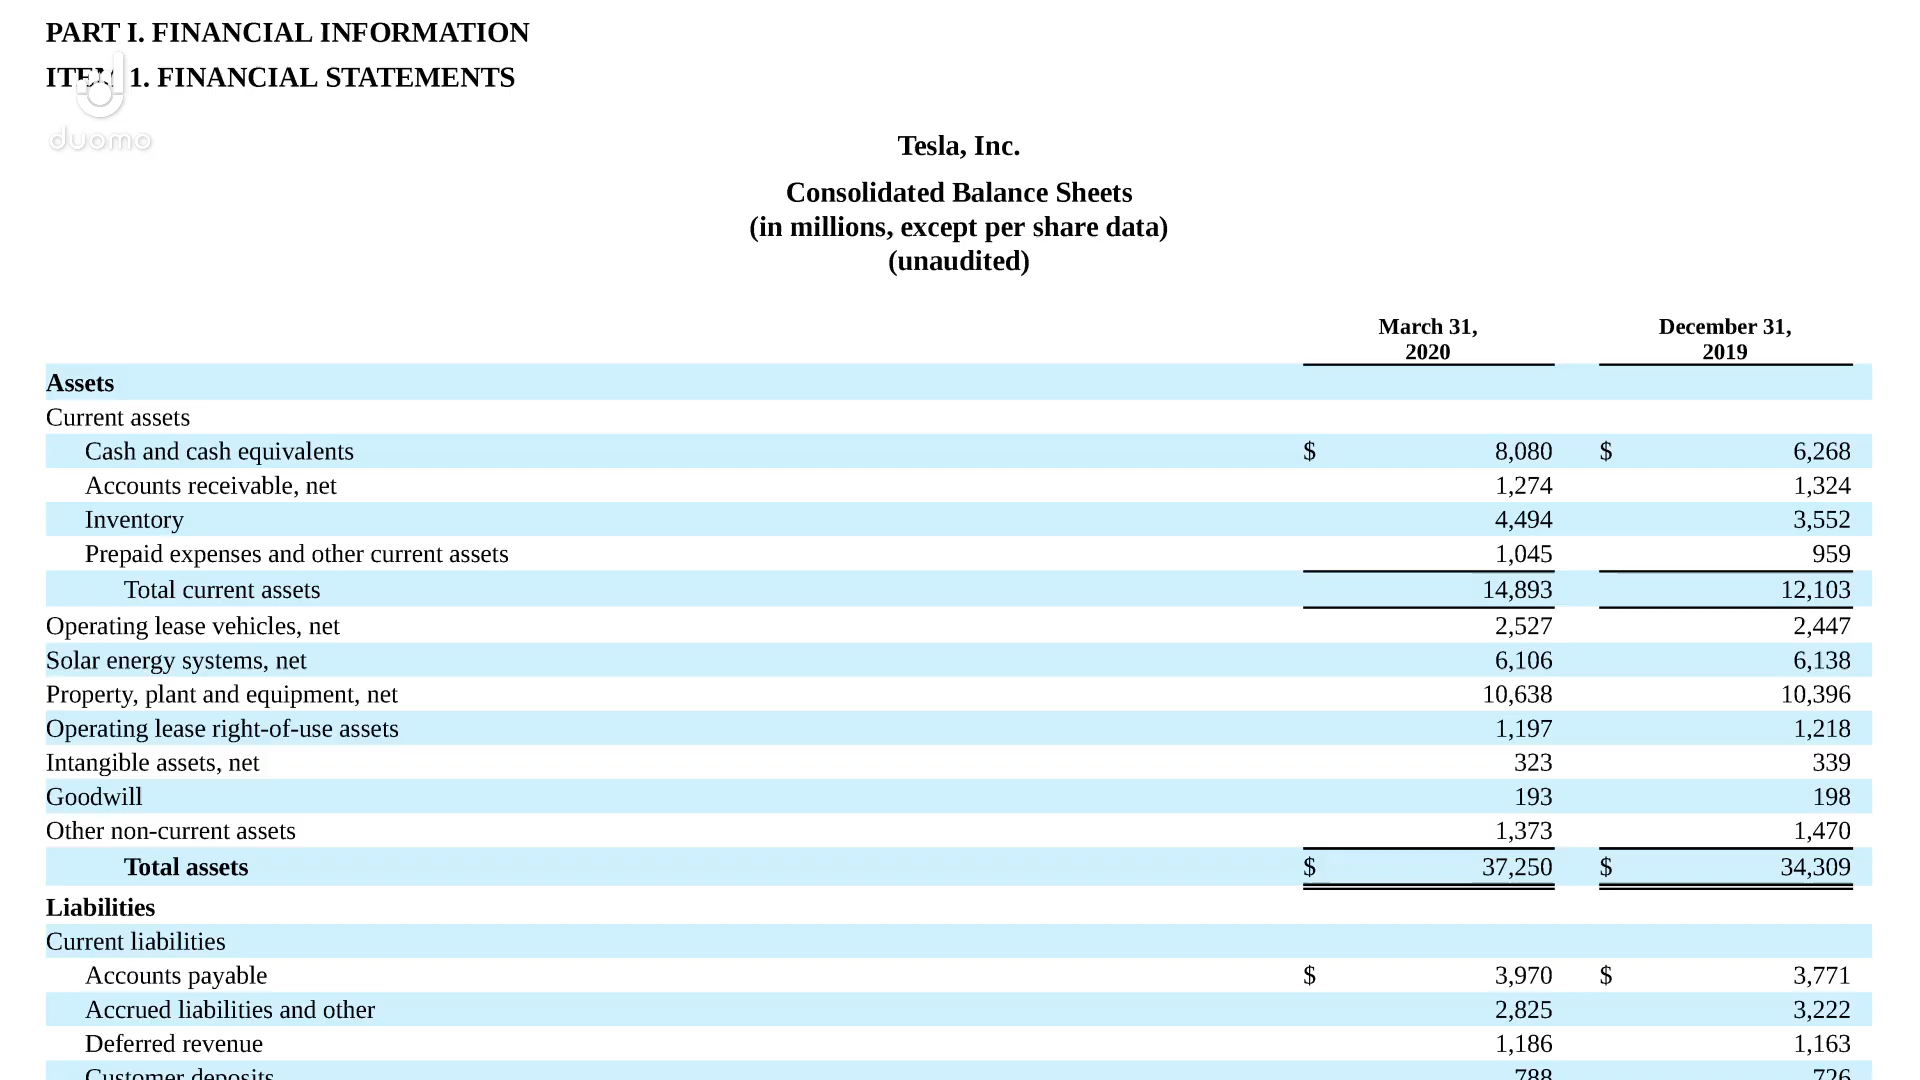 PART I. FINANCIAL INFORMATION
ITEM 1. FINANCIAL STATEMENTS
duomo
Tesla, Inc.
Consolidated Balance Sheets
(in millions, except per share data)
(unaudited)
March 31, December 31,
2020 2019
Assets
Current assets
Cash and cash equivalents $ 8,080 $ 6,268
Accounts receivable, net 1,274 1,324
Inventory 4,494 3,552
Prepaid expenses and other current assets 1,045 959
Total current assets 14,893 12,103
Operating lease vehicles, net 2,527 2,447
Solar energy systems, net 6,106 6,138
Property, plant and equipment, net 10,638 10,396
Operating lease right-of-use assets 1,197 1,218
Intangible assets, net 323 339
Goodwill 193 198
Other non-current assets 1,373 1,470
Total assets $ 37,250 $ 34,309
Liabilities
Current liabilities
Accounts payable $ 3,970 $ 3,771
Accrued liabilities and other 2,825 3,222
Deferred revenue 1,186 1,163
Customer deposits 788 726